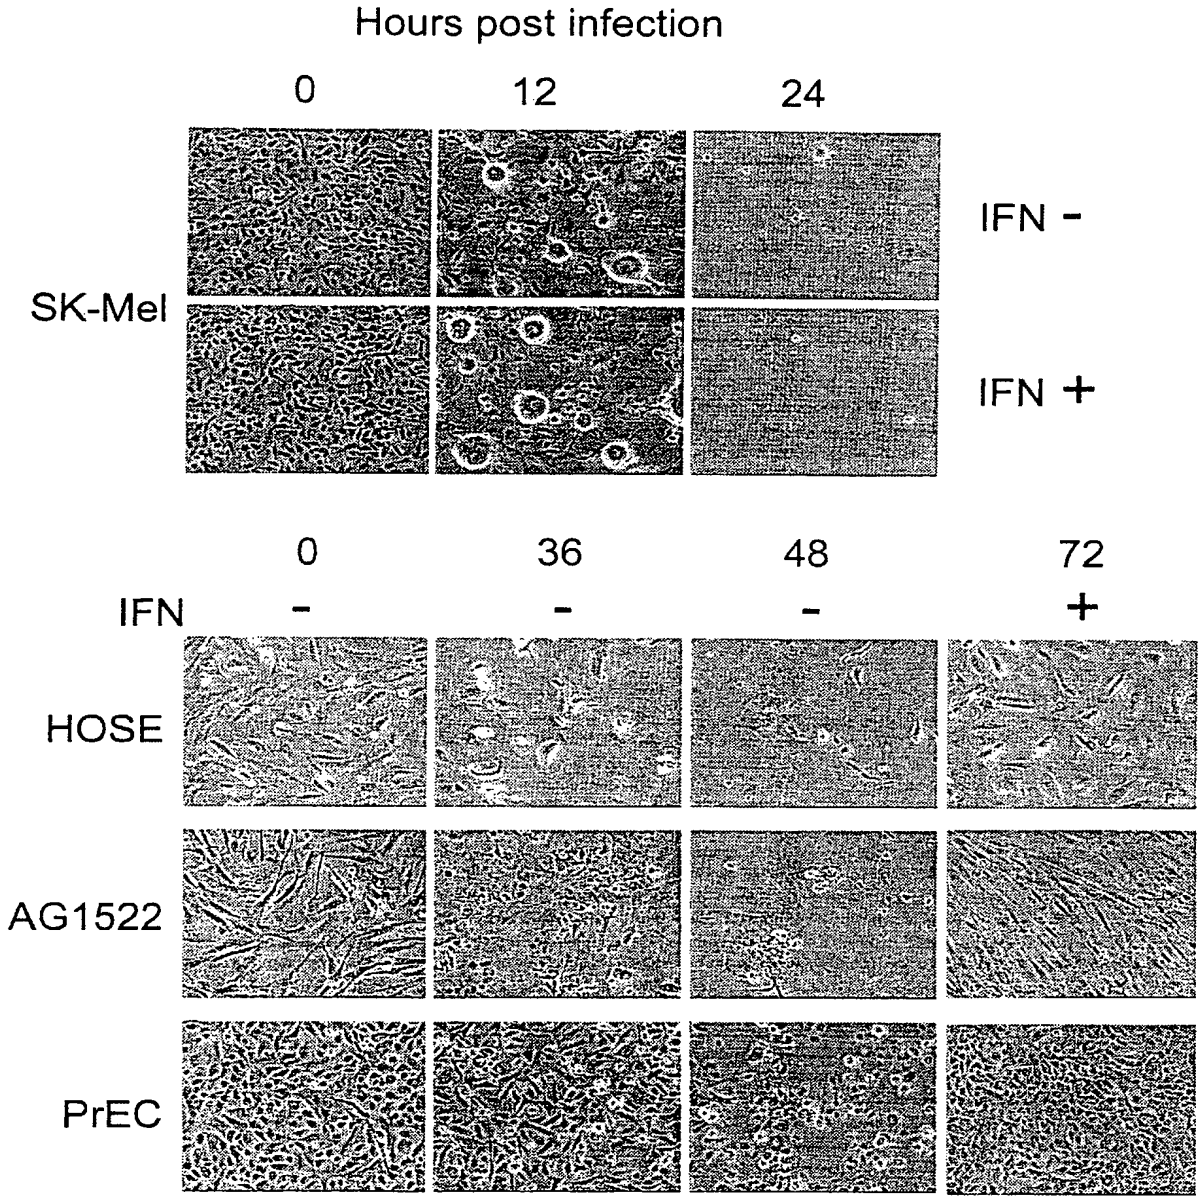 Hours post infection
0 12 24
IFN -
SK-Mel
IFN +
0 36 48 72
IFN - - - +
HOSE
AG1522
PrEC